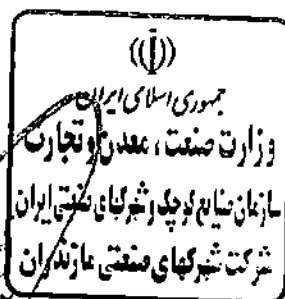 جمهوری اسلامی ایران
وزارت صنعت، معدن و تجارت
سازمان صنایع کوچک و شهرکهای صنعتی ایران
شرکت شهرکهای صنعتی مازندران